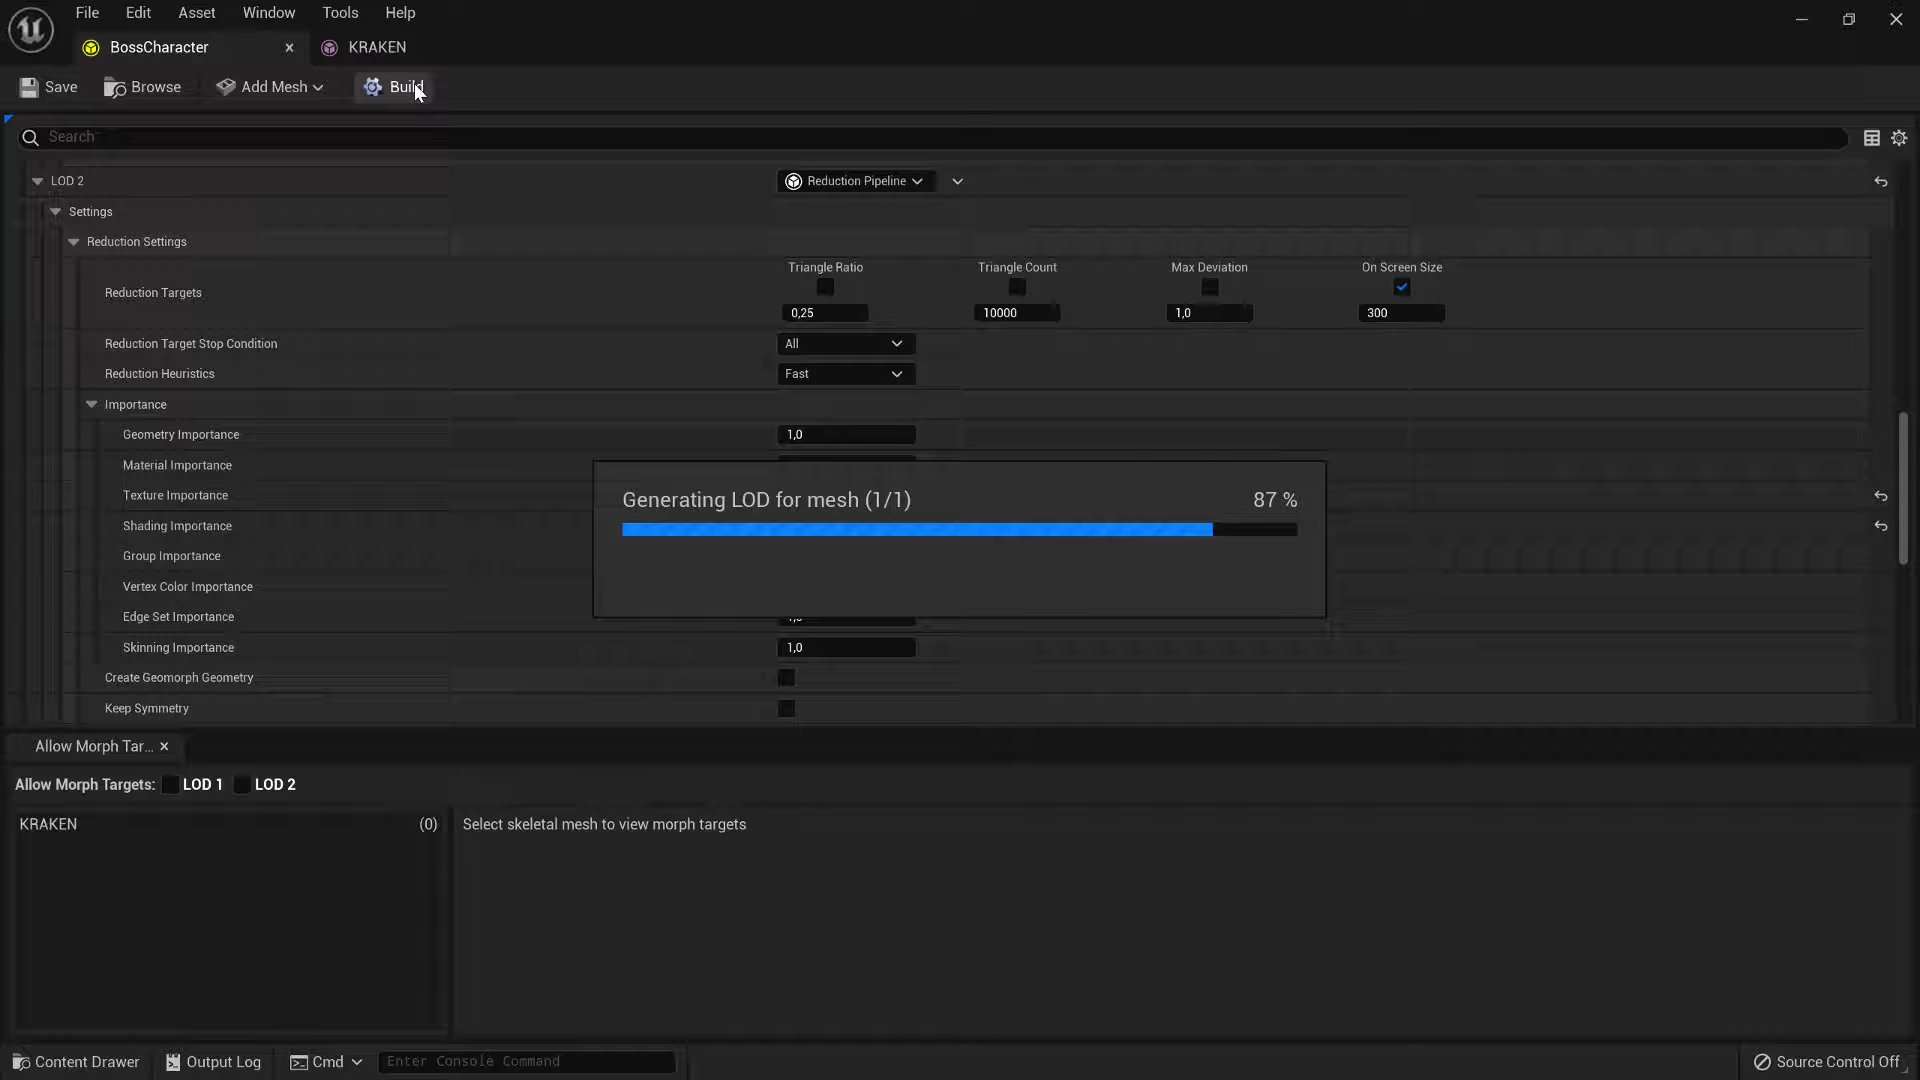 File Edit Asset Window Tools Help
BossCharacter KRAKEN
Save Browse Add Mesh Build
Search
LOD 2 Reduction Pipeline
Settings
Reduction Settings
Triangle Ratio Triangle Count Max Deviation On Screen Size
Reduction Targets
0,25 10000 1,0 300
Reduction Target Stop Condition All
Reduction Heuristics Fast
Importance
Geometry Importance 1,0
Material Importance
Texture Importance
Generating LOD for mesh (1/1) 87 %
Shading Importance
Group Importance
Vertex Color Importance
Edge Set Importance
Skinning Importance 1,0
Create Geomorph Geometry
Keep Symmetry
Allow Morph Tar...
Allow Morph Targets: LOD 1 LOD 2
KRAKEN (0) Select skeletal mesh to view morph targets
Content Drawer Output Log Cmd Enter Console Command Source Control Off